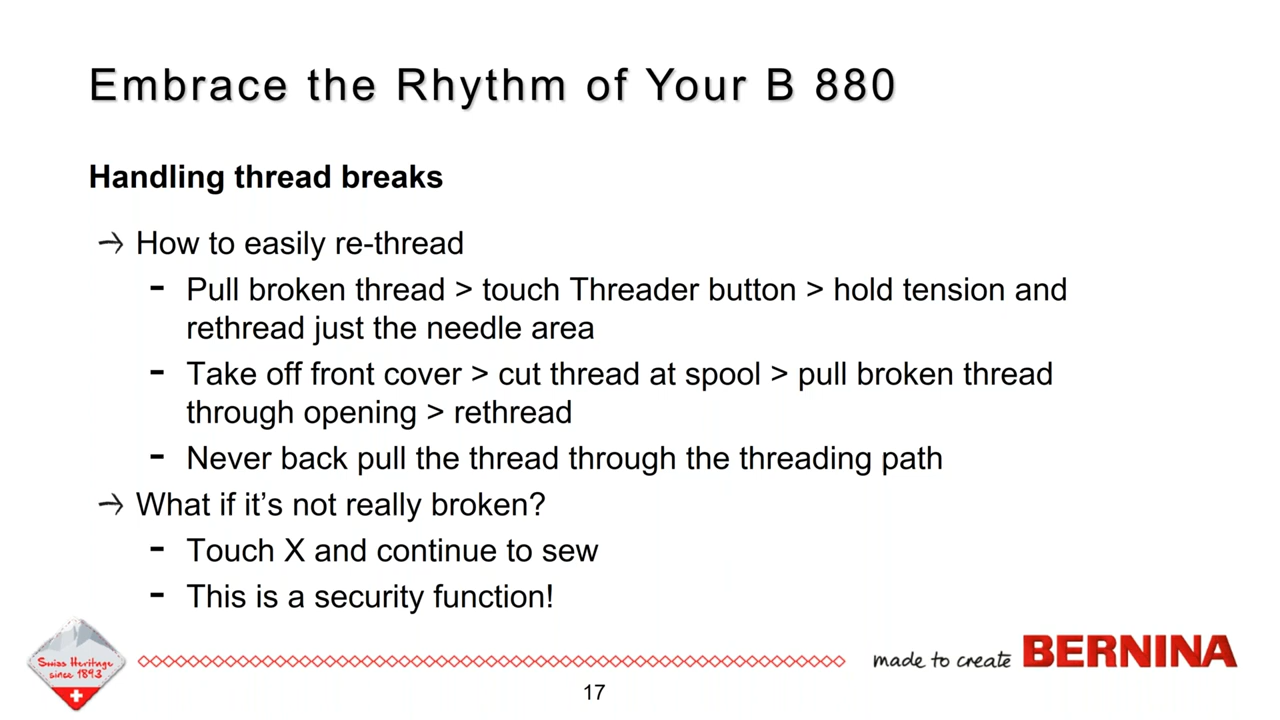 Embrace the Rhythm of Your B 880
Handling thread breaks
→ How to easily re-thread
- Pull broken thread > touch Threader button > hold tension and
rethread just the needle area
- Take off front cover > cut thread at spool > pull broken thread
through opening > rethread
- Never back pull the thread through the threading path
→ What if it’s not really broken?
- Touch X and continue to sew
- This is a security function!
Swiss Heritage
since 1893
made to create BERNINA
17